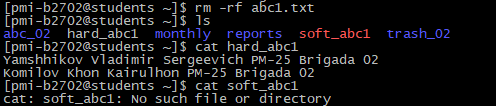 [pmi-b2702@students ~]$ rm -rf abc1.txt
[pmi-b2702@students ~]$ ls
abc_02  hard_abc1  monthly  reports  soft_abc1  trash_02
[pmi-b2702@students ~]$ cat hard_abc1
Yamshhikov Vladimir Sergeevich PM-25 Brigada 02
Komilov Khon Kairulhon PM-25 Brigada 02
[pmi-b2702@students ~]$ cat soft_abc1
cat: soft_abc1: No such file or directory